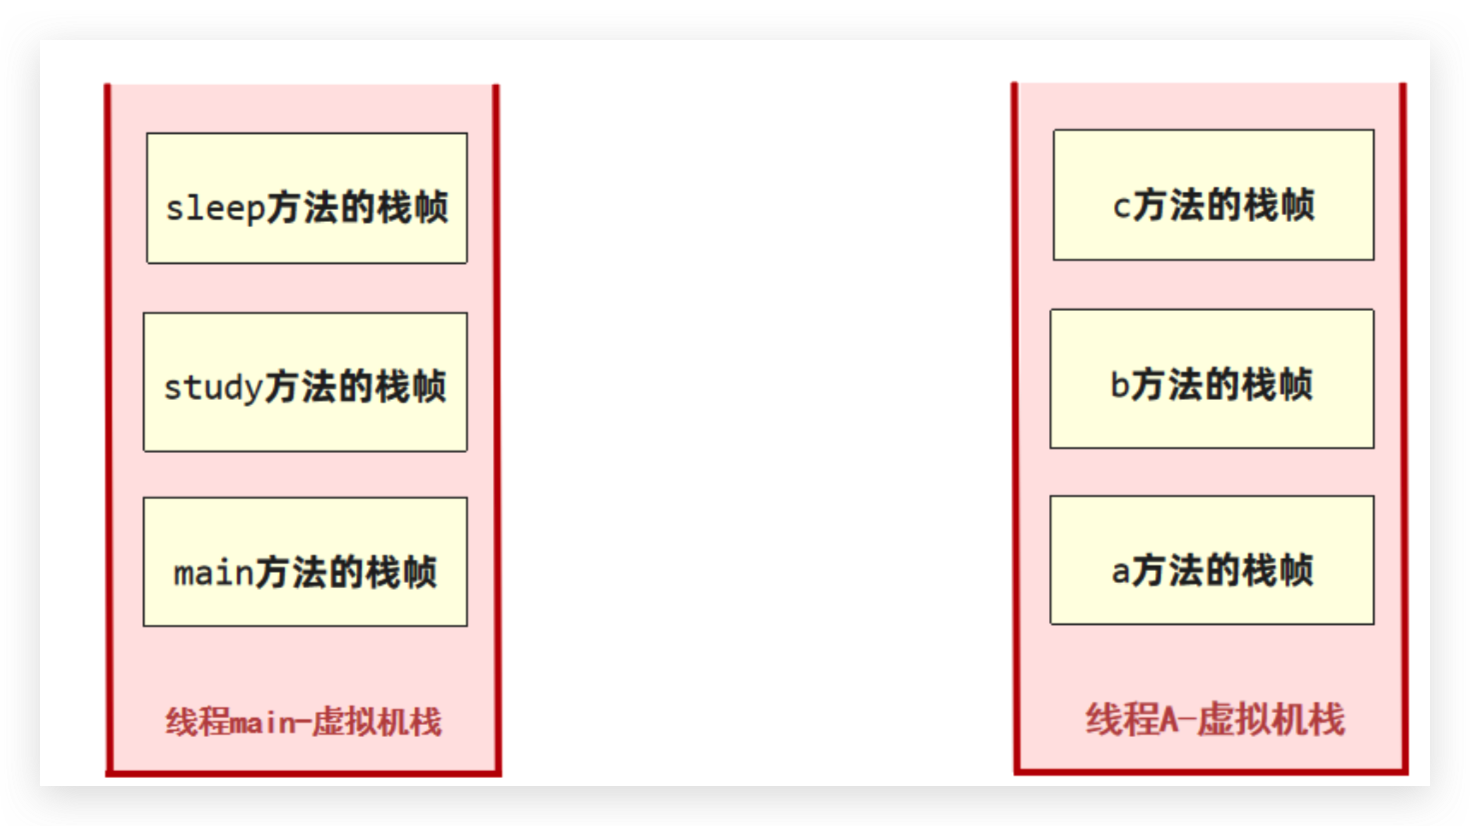 sleep方法的栈帧
study方法的栈帧
main方法的栈帧
线程main-虚拟机栈
c方法的栈帧
b方法的栈帧
a方法的栈帧
线程A-虚拟机栈